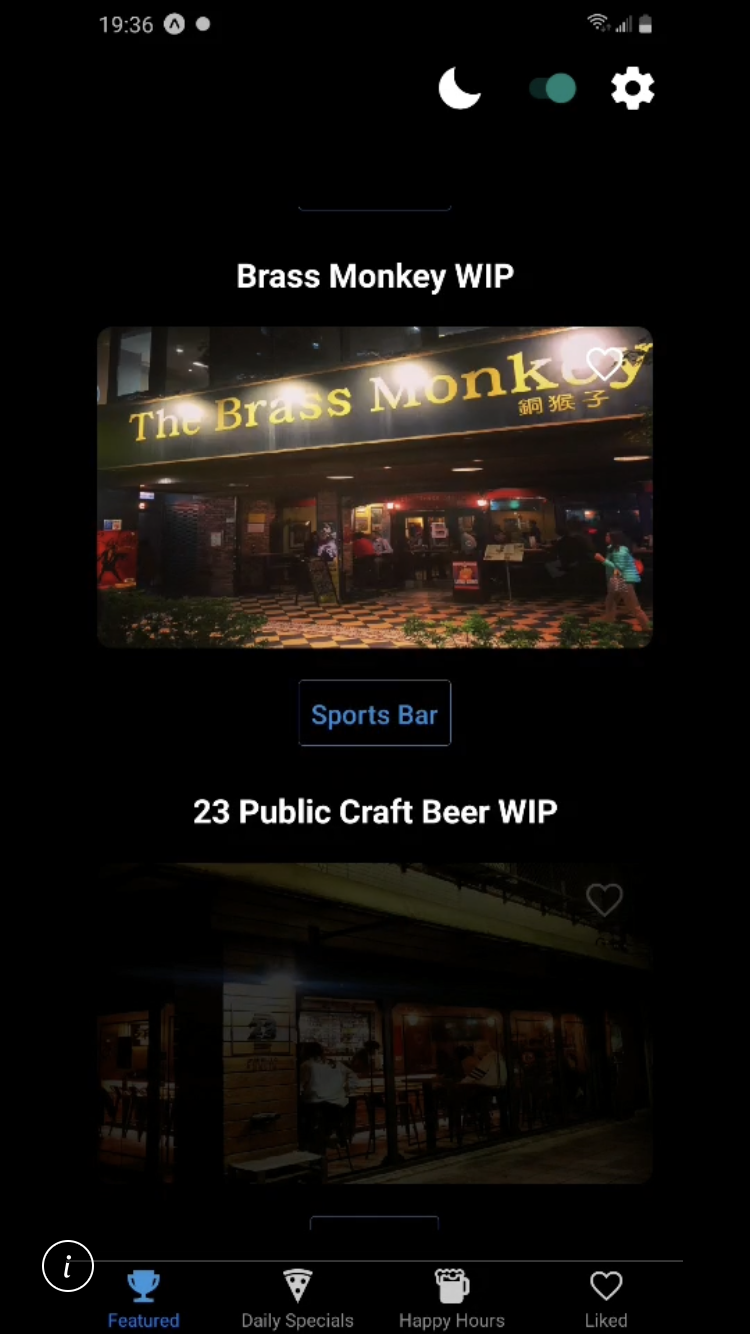 19:36
Brass Monkey WIP
The Brass Monkey
銅猴子
Sports Bar
23 Public Craft Beer WIP
23
i
Featured
Daily Specials
Happy Hours
Liked